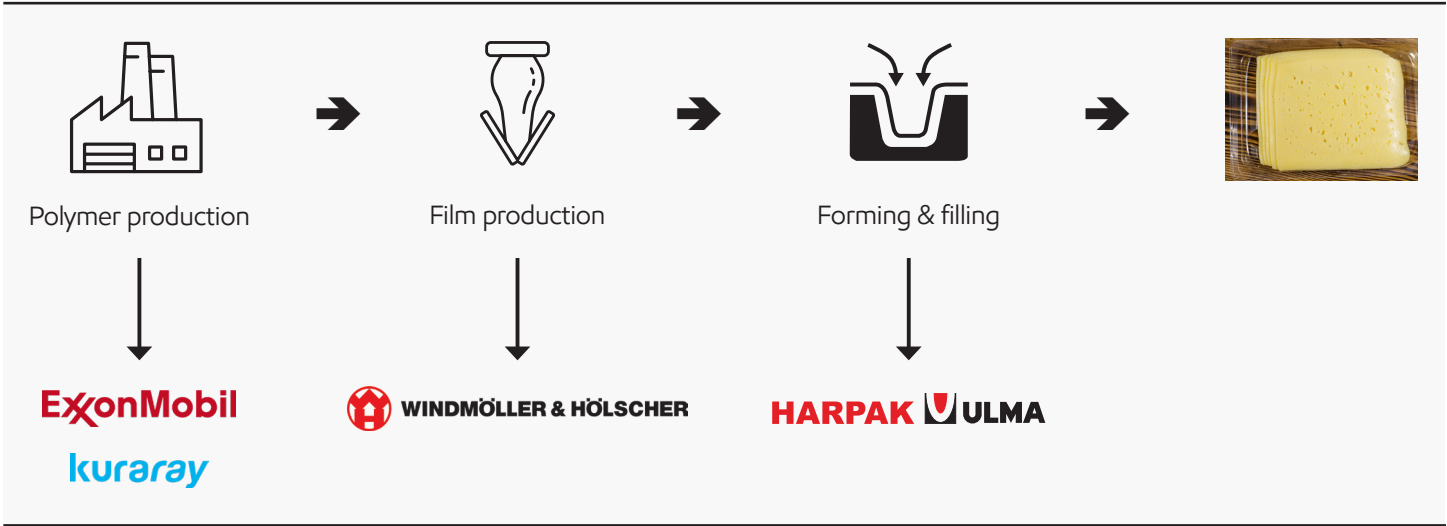 Polymer production
Film production
Forming & filling
ExxonMobil
WINDMÖLLER & HÖLSCHER
HARPAK ULMA
kuraray